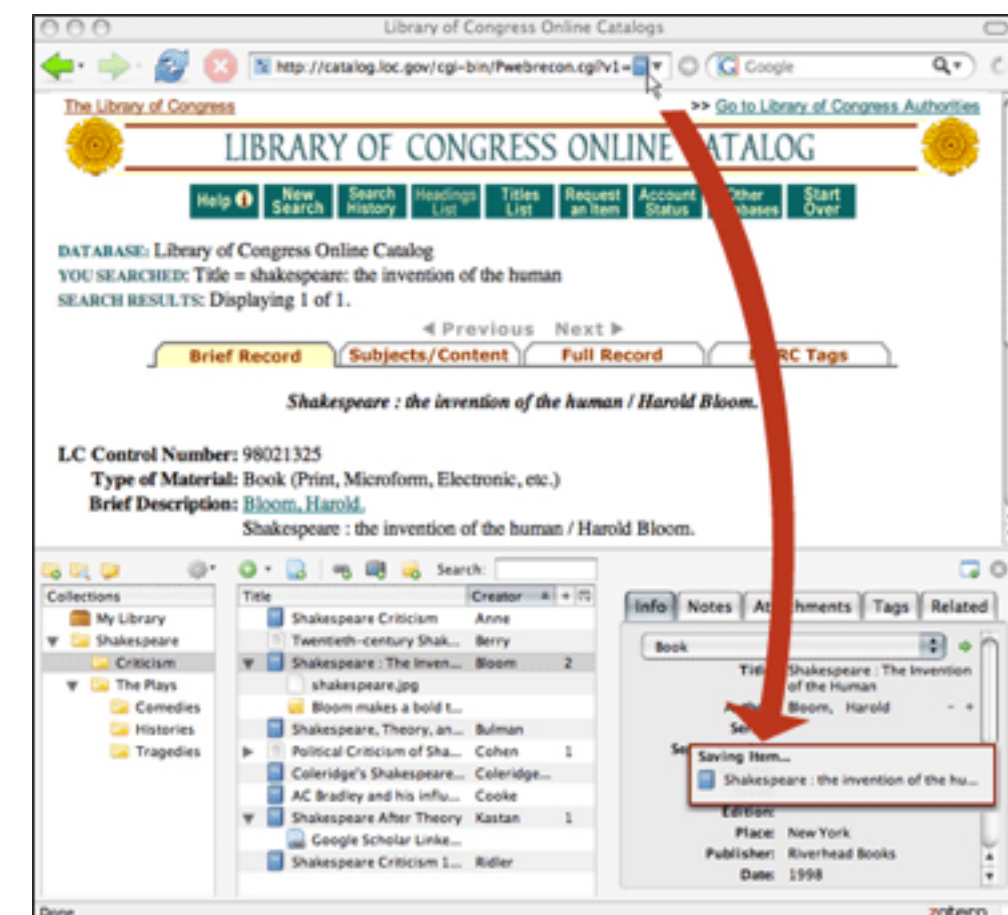 Library of Congress Online Catalogs
http://catalog.loc.gov/cgi-bin/Pwebrecon.cgi?v1=
Google
The Library of Congress
>> Go to Library of Congress Authorities
LIBRARY OF CONGRESS ONLINE ATALOG
Help
New Search
Search History
Headings List
Titles List
Request an Item
Account Status
Other bases
Start Over
DATABASE: Library of Congress Online Catalog
YOU SEARCHED: Title = shakespeare: the invention of the human
SEARCH RESULTS: Displaying 1 of 1.
Previous Next
Brief Record Subjects/Content Full Record RC Tags
Shakespeare : the invention of the human / Harold Bloom.
LC Control Number: 98021325
Type of Material: Book (Print, Microform, Electronic, etc.)
Brief Description: Bloom, Harold.
Shakespeare : the invention of the human / Harold Bloom.
Search:
Collections
My Library
Shakespeare
Criticism
The Plays
Comedies
Histories
Tragedies
Title Creator
Shakespeare Criticism Anne
Twentieth-century Shak... Berry
Shakespeare : The Inven... Bloom 2
shakespeare.jpg
Bloom makes a bold t...
Shakespeare, Theory, an... Bulman
Political Criticism of Sha... Cohen 1
Coleridge's Shakespeare... Coleridge...
AC Bradley and his influ... Cooke
Shakespeare After Theory Kastan 1
Google Scholar Linke...
Shakespeare Criticism 1... Ridler
Info Notes At hments Tags Related
Book
Shakespeare : The Invention
of the Human
Bloom, Harold
Saving Item...
Shakespeare : the invention of the hu...
Edition:
Place: New York
Publisher: Riverhead Books
Date: 1998
Done
zotero